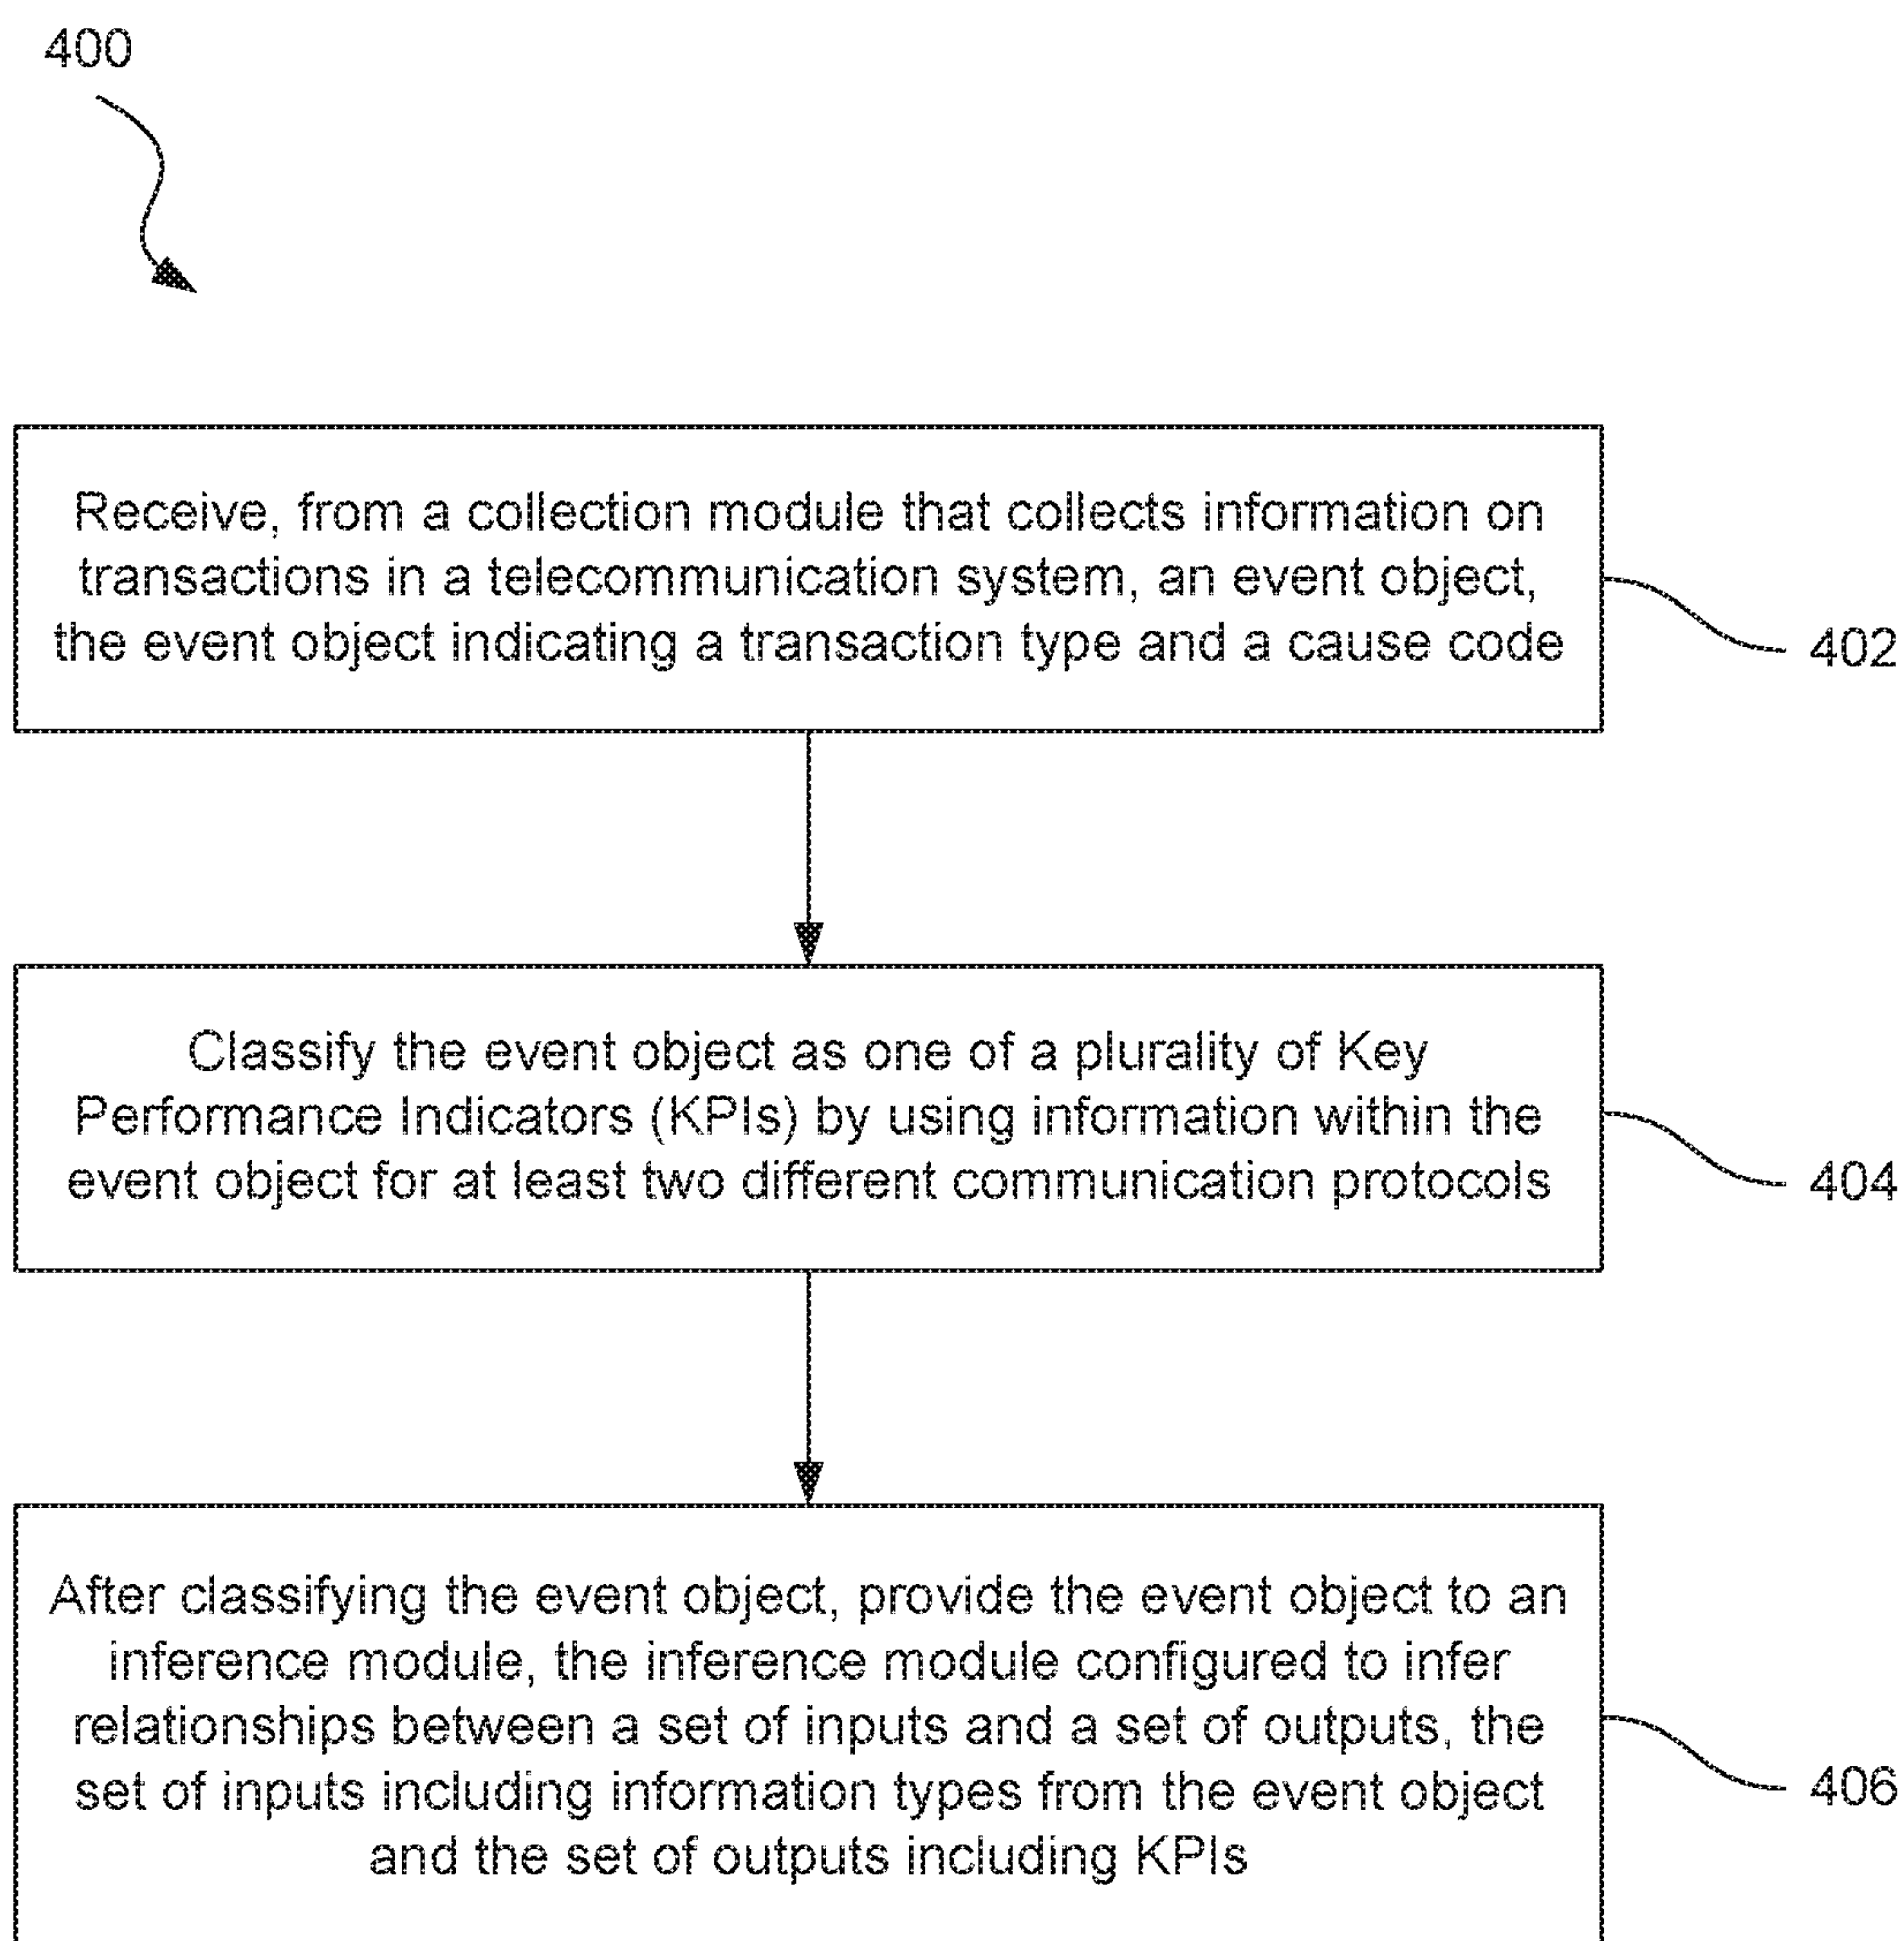 400
Receive, from a collection module that collects information on
transactions in a telecommunication system, an event object,
the event object indicating a transaction type and a cause code
402
Classify the event object as one of a plurality of Key
Performance Indicators (KPIs) by using information within the
event object for at least two different communication protocols
404
After classifying the event object, provide the event object to an
inference module, the inference module configured to infer
relationships between a set of inputs and a set of outputs, the
set of inputs including information types from the event object
and the set of outputs including KPIs
406